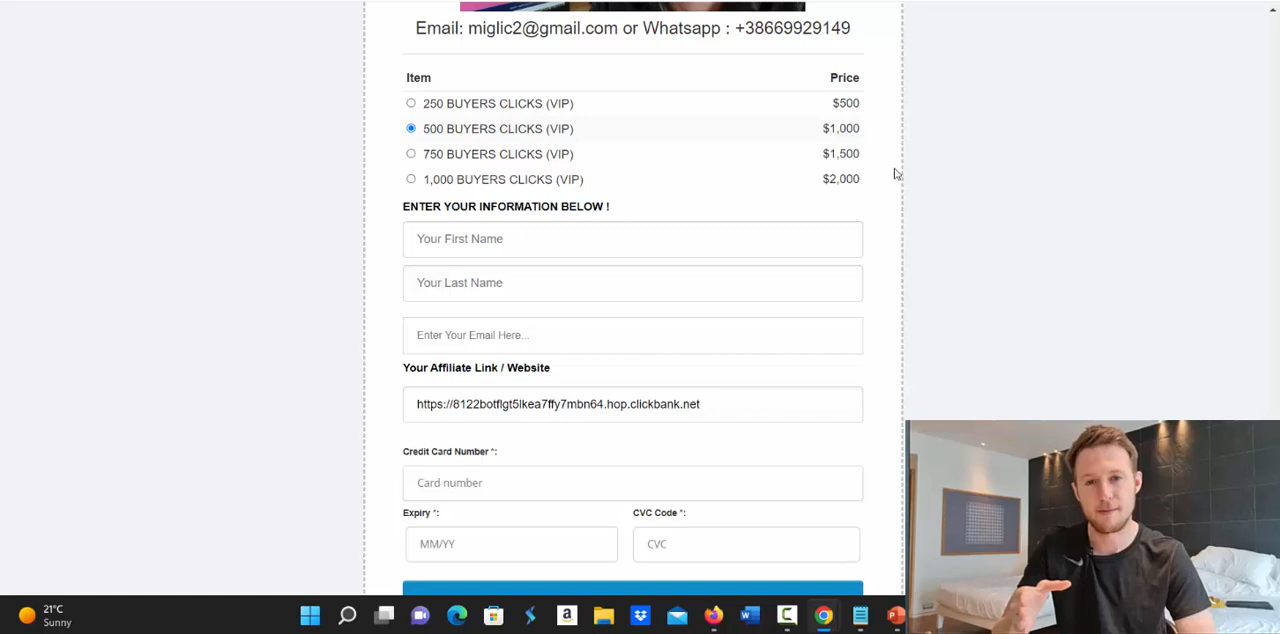 Email: miglic2@gmail.com or Whatsapp : +38669929149
Item Price
250 BUYERS CLICKS (VIP) $500
500 BUYERS CLICKS (VIP) $1,000
750 BUYERS CLICKS (VIP) $1,500
1,000 BUYERS CLICKS (VIP) $2,000
ENTER YOUR INFORMATION BELOW !
Your First Name
Your Last Name
Enter Your Email Here...
Your Affiliate Link / Website
https://8122botflgt5lkea7ffy7mbn64.hop.clickbank.net
Credit Card Number *:
Card number
Expiry *: CVC Code *:
MM/YY CVC
21°C
Sunny